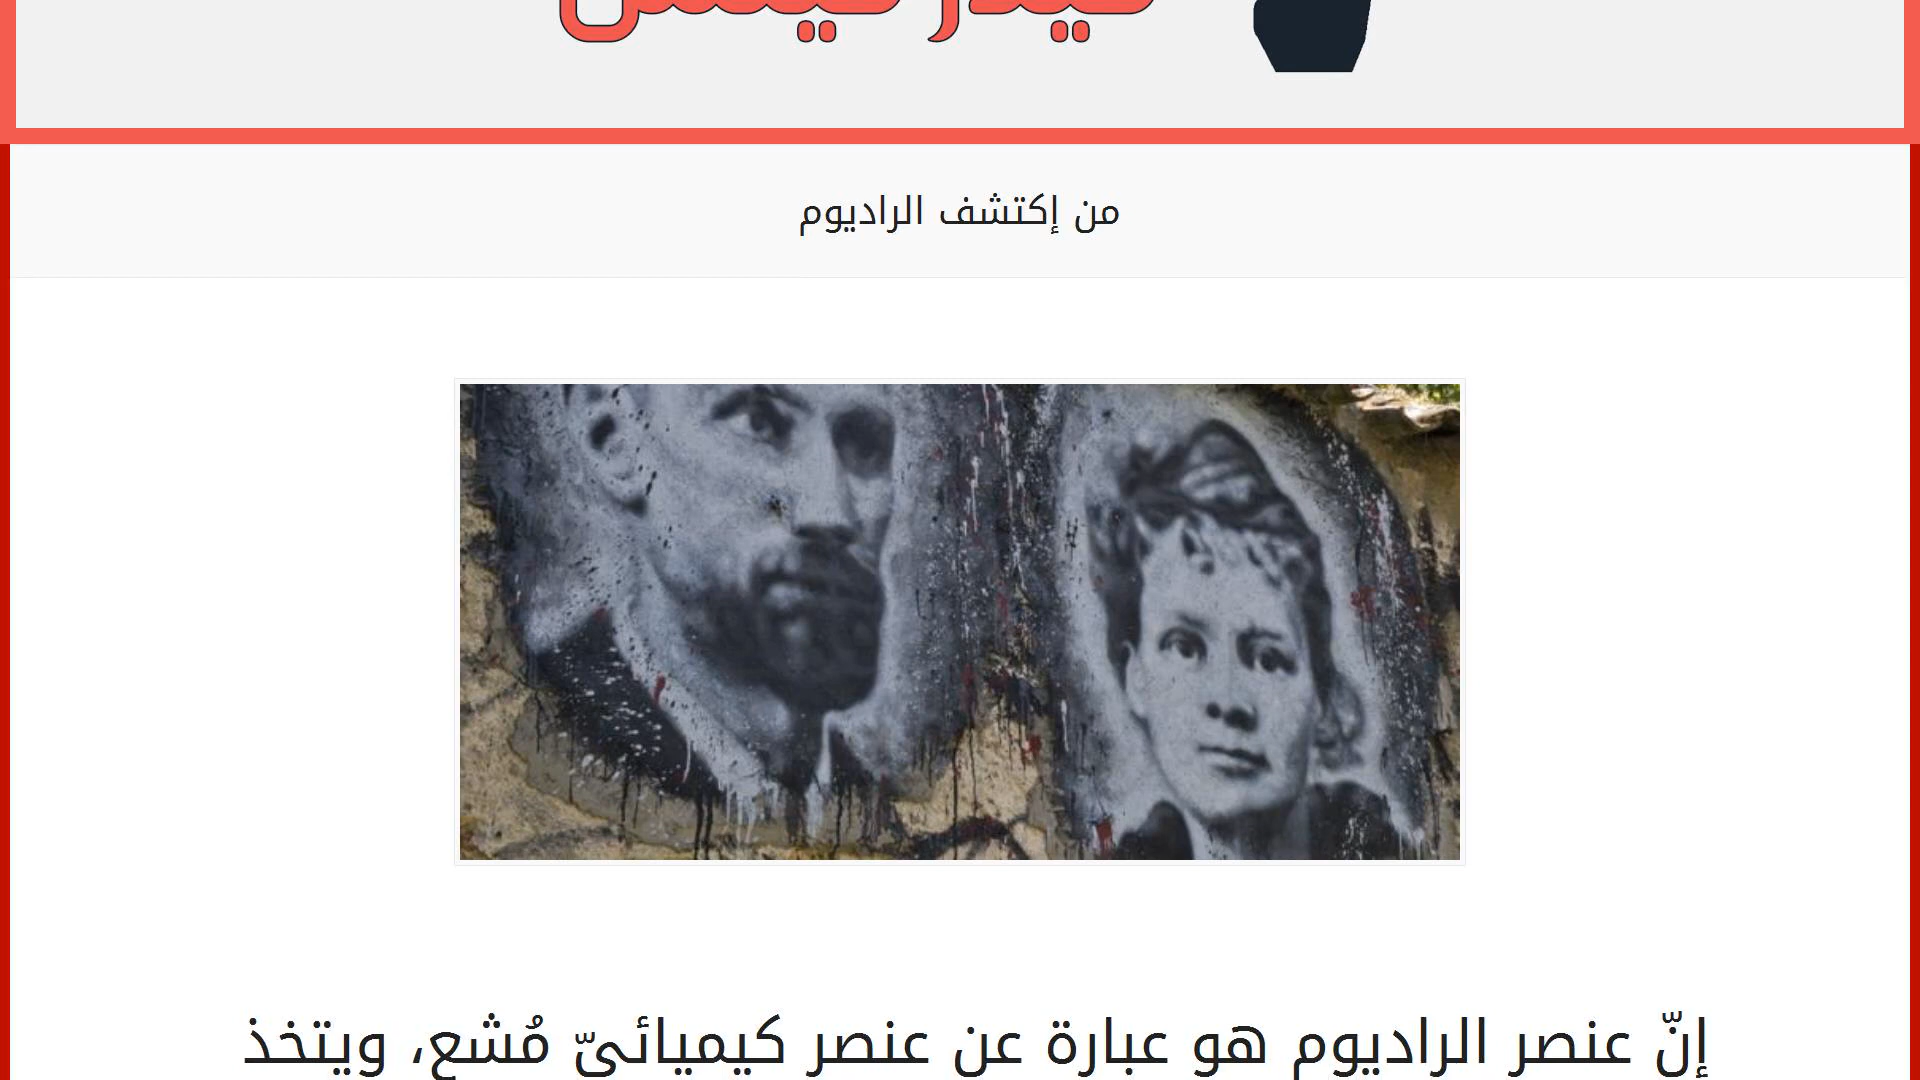 من إكتشف الراديوم
إنّ عنصر الراديوم هو عبارة عن عنصر كيميائىّ مُشع، ويتخذ